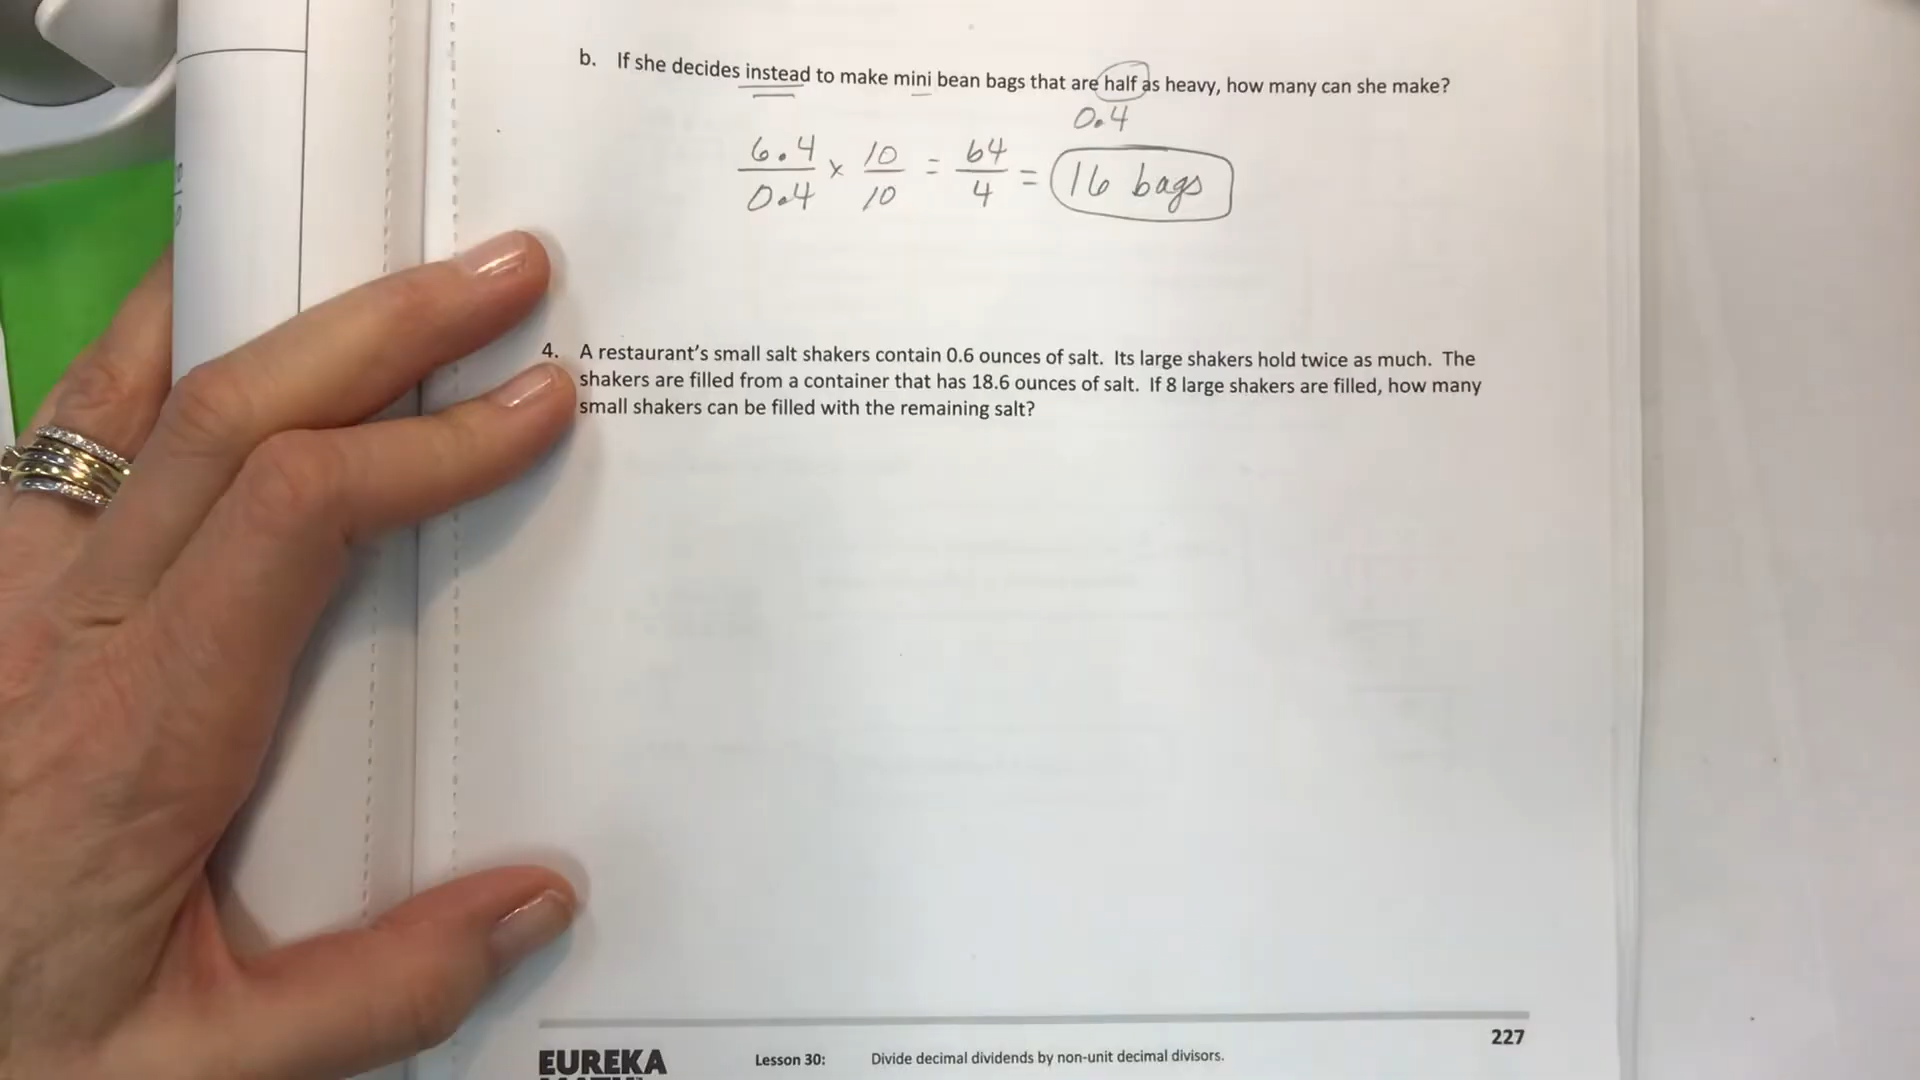 b. If she decides instead to make mini bean bags that are half as heavy, how many can she make?
0.4
6.4/0.4 x 10/10 = 64/4 = 16 bags
4. A restaurant's small salt shakers contain 0.6 ounces of salt. Its large shakers hold twice as much. The
shakers are filled from a container that has 18.6 ounces of salt. If 8 large shakers are filled, how many
small shakers can be filled with the remaining salt?
227
EUREKA
Lesson 30: Divide decimal dividends by non-unit decimal divisors.